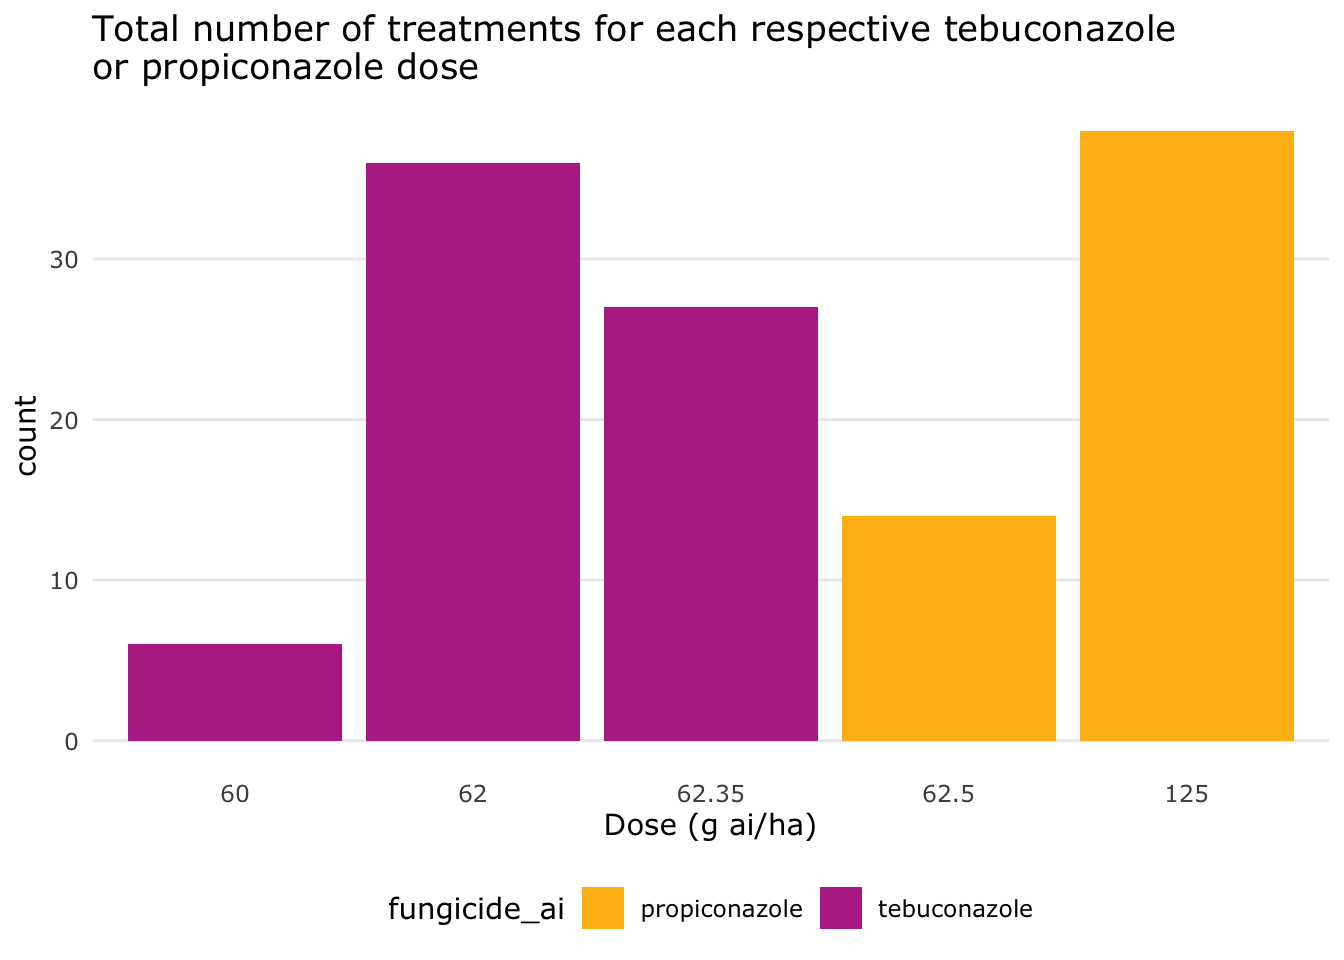 Total number of treatments for each respective tebuconazole
or propiconazole dose
count
30
20
10
0
60 62 62.35 62.5 125
Dose (g ai/ha)
fungicide_ai propiconazole tebuconazole